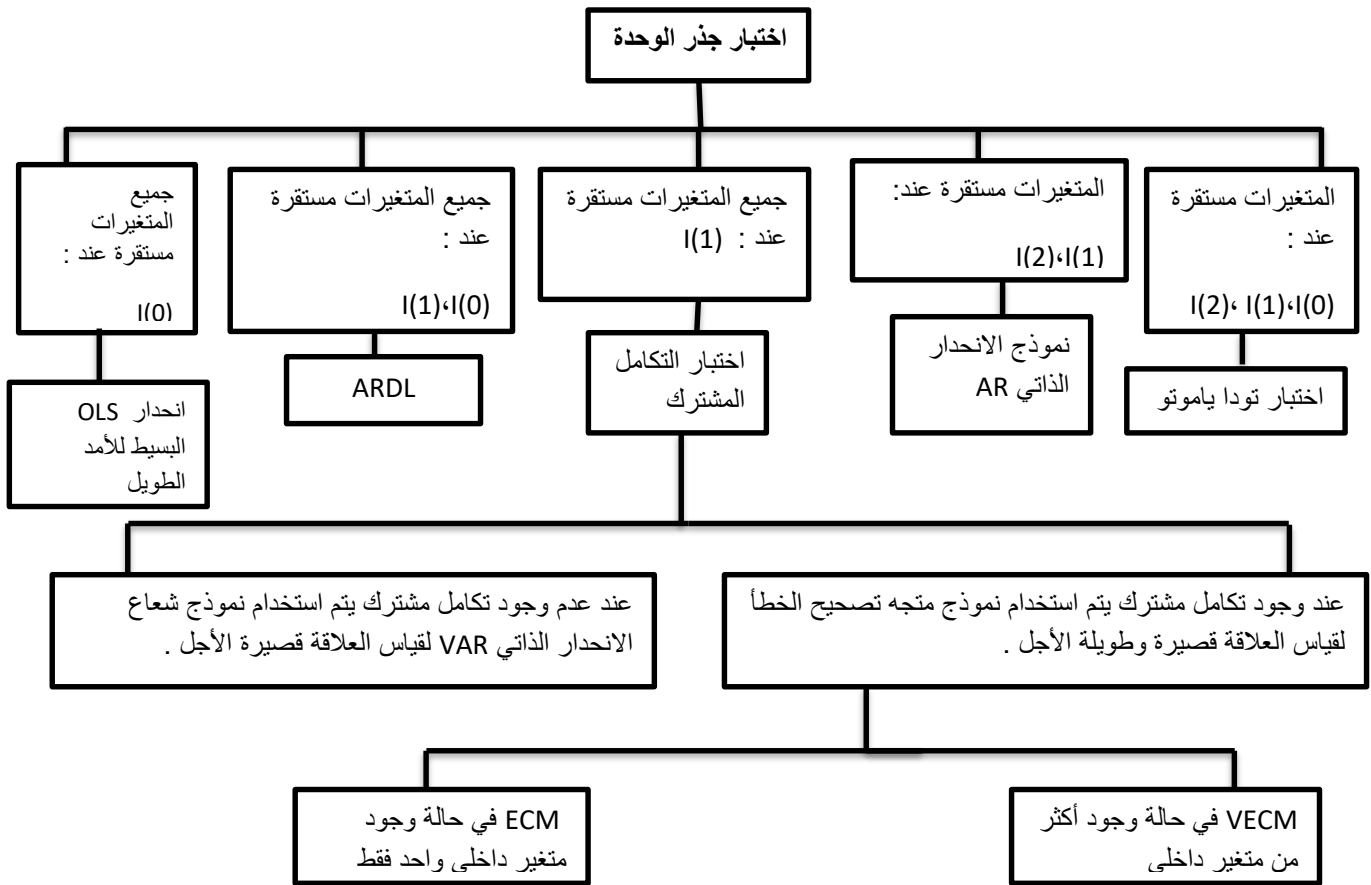 اختبار جذر الوحدة
المتغيرات مستقرة
عند :
I(2)، I(1)،I(0)
المتغيرات مستقرة عند:
I(2)،I(1)
جميع المتغيرات مستقرة
عند : I(1)
جميع المتغيرات مستقرة
عند :
I(1)،I(0)
جميع
المتغيرات
مستقرة عند :
I(0)
اختبار تودا ياموتو
نموذج الانحدار
الذاتي AR
اختبار التكامل
المشترك
ARDL
انحدار OLS
البسيط للأمد
الطويل
عند وجود تكامل مشترك يتم استخدام نموذج متجه تصحيح الخطأ
لقياس العلاقة قصيرة وطويلة الأجل .
عند عدم وجود تكامل مشترك يتم استخدام نموذج شعاع
الانحدار الذاتي VAR لقياس العلاقة قصيرة الأجل .
VECM في حالة وجود أكثر
من متغير داخلي
ECM في حالة وجود
متغير داخلي واحد فقط